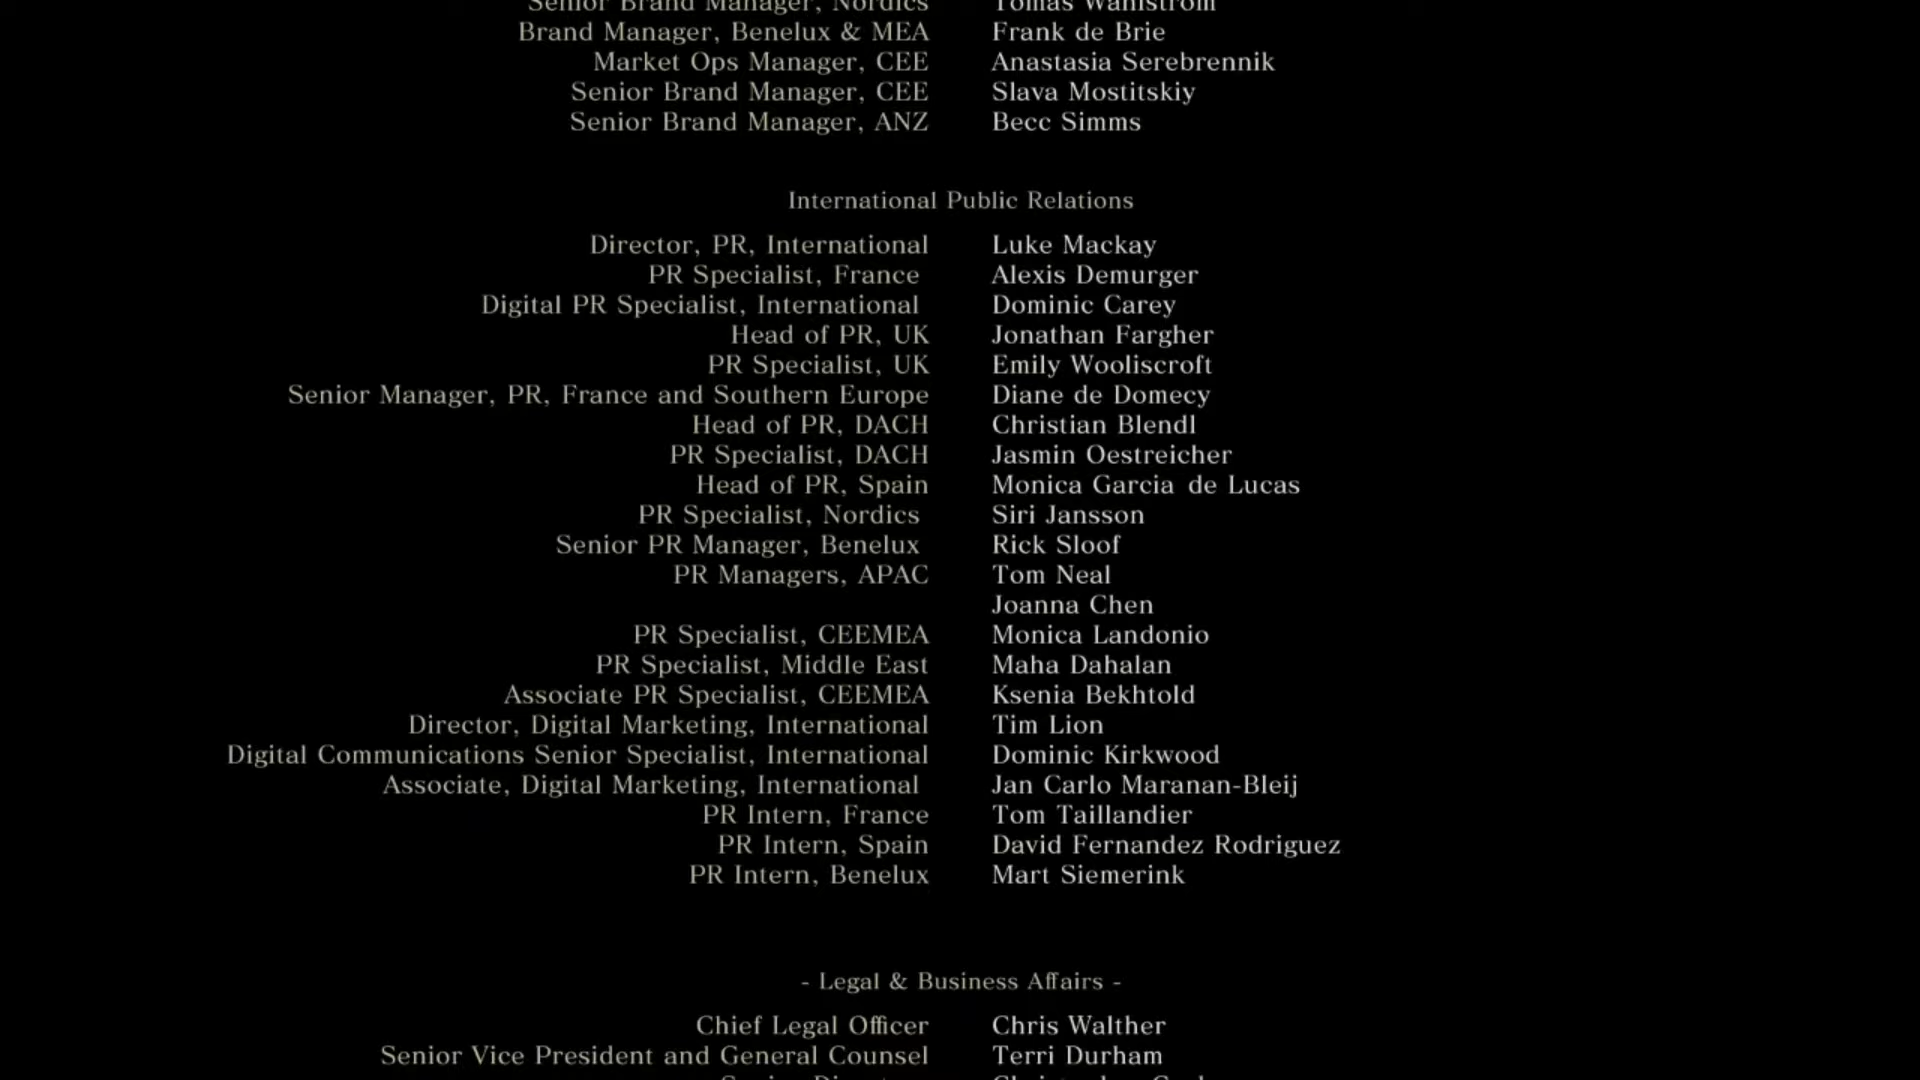 Senior Brand Manager, Nordics Tomas Wahlstrom
Brand Manager, Benelux & MEA Frank de Brie
Market Ops Manager, CEE Anastasia Serebrennik
Senior Brand Manager, CEE Slava Mostitskiy
Senior Brand Manager, ANZ Becc Simms
International Public Relations
Director, PR, International Luke Mackay
PR Specialist, France Alexis Demurger
Digital PR Specialist, International Dominic Carey
Head of PR, UK Jonathan Fargher
PR Specialist, UK Emily Wooliscroft
Senior Manager, PR, France and Southern Europe Diane de Domecy
Head of PR, DACH Christian Blendl
PR Specialist, DACH Jasmin Oestreicher
Head of PR, Spain Monica Garcia de Lucas
PR Specialist, Nordics Siri Jansson
Senior PR Manager, Benelux Rick Sloof
PR Managers, APAC Tom Neal
Joanna Chen
PR Specialist, CEEMEA Monica Landonio
PR Specialist, Middle East Maha Dahalan
Associate PR Specialist, CEEMEA Ksenia Bekhtold
Director, Digital Marketing, International Tim Lion
Digital Communications Senior Specialist, International Dominic Kirkwood
Associate, Digital Marketing, International Jan Carlo Maranan-Bleij
PR Intern, France Tom Taillandier
PR Intern, Spain David Fernandez Rodriguez
PR Intern, Benelux Mart Siemerink
- Legal & Business Affairs -
Chief Legal Officer Chris Walther
Senior Vice President and General Counsel Terri Durham